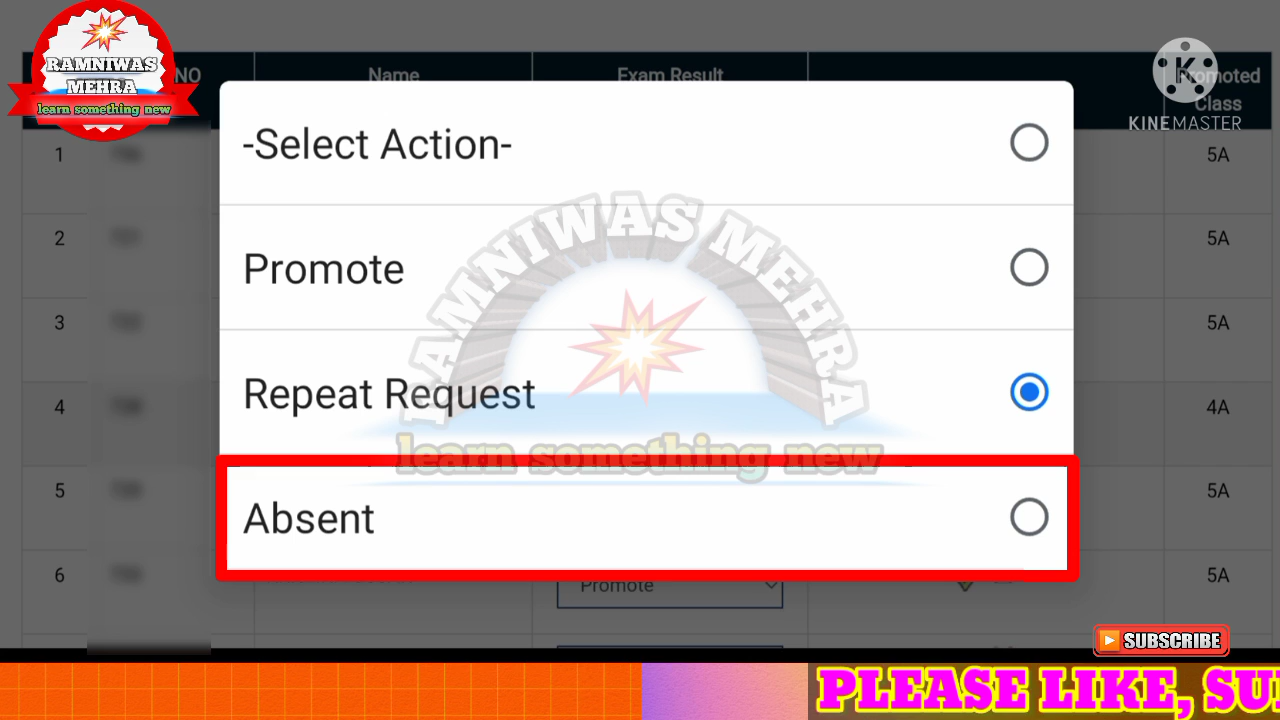 RAMNIWAS
MEHRA
learn something new
NO
Name
Exam Result
Promoted
Class
K
KINEMASTER
-Select Action-
Promote
Repeat Request
Absent
RAMNIWAS MEHRA
learn something new
1
5A
2
5A
3
5A
4
4A
5
5A
6
Promote
5A
SUBSCRIBE
PLEASE LIKE,